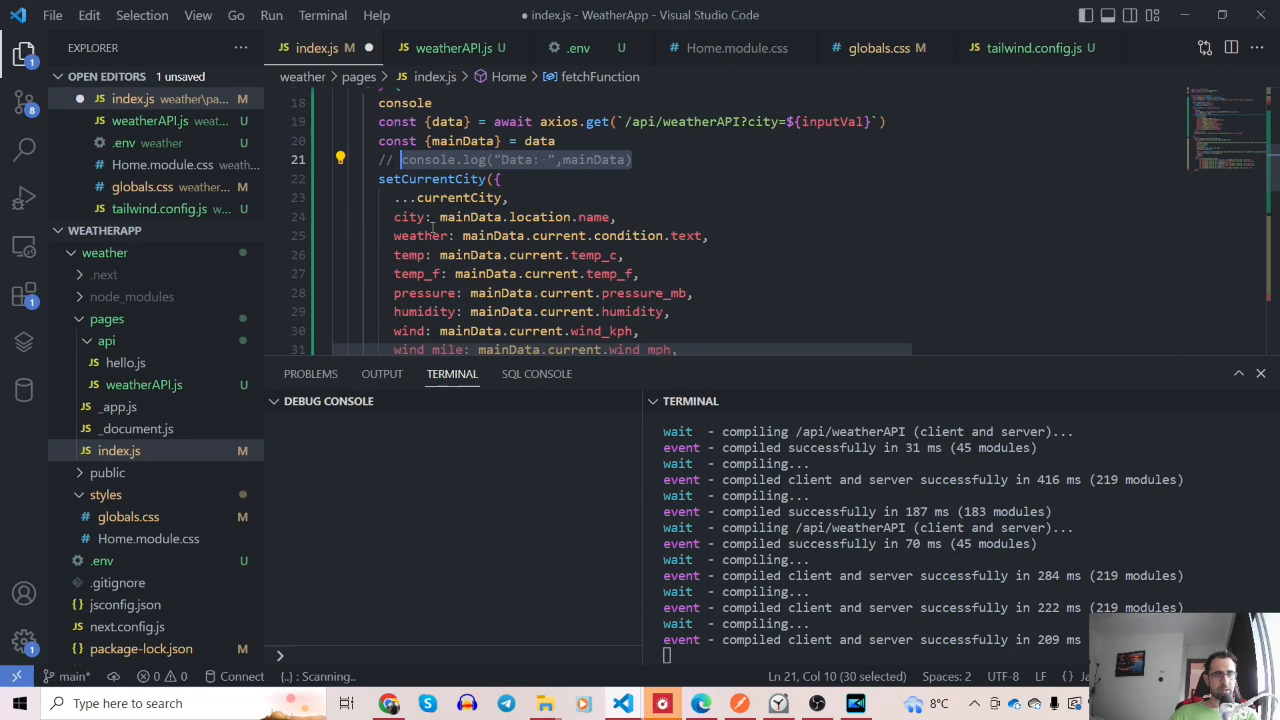 File Edit Selection View Go Run Terminal Help
● index.js - WeatherApp - Visual Studio Code
EXPLORER ...
OPEN EDITORS 1 unsaved
● JS index.js weather\pa... M
JS weatherAPI.js weat... U
.env weather U
# Home.module.css weather...
# globals.css weather... M
tailwind.config.js w... U
WEATHERAPP
weather
.next
node_modules
pages
api
JS hello.js
JS weatherAPI.js U
JS _app.js
JS _document.js
JS index.js M
public
styles
# globals.css M
# Home.module.css
.env U
.gitignore
jsconfig.json
next.config.js
package-lock.json M
JS index.js M ●
JS weatherAPI.js U
.env U
# Home.module.css
# globals.css M
tailwind.config.js U
weather > pages > JS index.js > Home > fetchFunction
18 console
19 const {data} = await axios.get(`/api/weatherAPI?city=${inputVal}`)
20 const {mainData} = data
21 // console.log("Data: ",mainData)
22 setCurrentCity({
23 ...currentCity,
24 city: mainData.location.name,
25 weather: mainData.current.condition.text,
26 temp: mainData.current.temp_c,
27 temp_f: mainData.current.temp_f,
28 pressure: mainData.current.pressure_mb,
29 humidity: mainData.current.humidity,
30 wind: mainData.current.wind_kph,
31 wind_mile: mainData.current.wind_mph,
PROBLEMS OUTPUT TERMINAL SQL CONSOLE
DEBUG CONSOLE
TERMINAL
wait - compiling /api/weatherAPI (client and server)...
event - compiled successfully in 31 ms (45 modules)
wait - compiling...
event - compiled client and server successfully in 416 ms (219 modules)
wait - compiling...
event - compiled successfully in 187 ms (183 modules)
wait - compiling /api/weatherAPI (client and server)...
event - compiled successfully in 70 ms (45 modules)
wait - compiling...
event - compiled client and server successfully in 284 ms (219 modules)
wait - compiling...
event - compiled client and server successfully in 222 ms (219 modules)
wait - compiling...
event - compiled client and server successfully in 209 ms
main* 0 0 Connect {..} : Scanning..
Ln 21, Col 10 (30 selected) Spaces: 2 UTF-8 LF
Type here to search
8°C